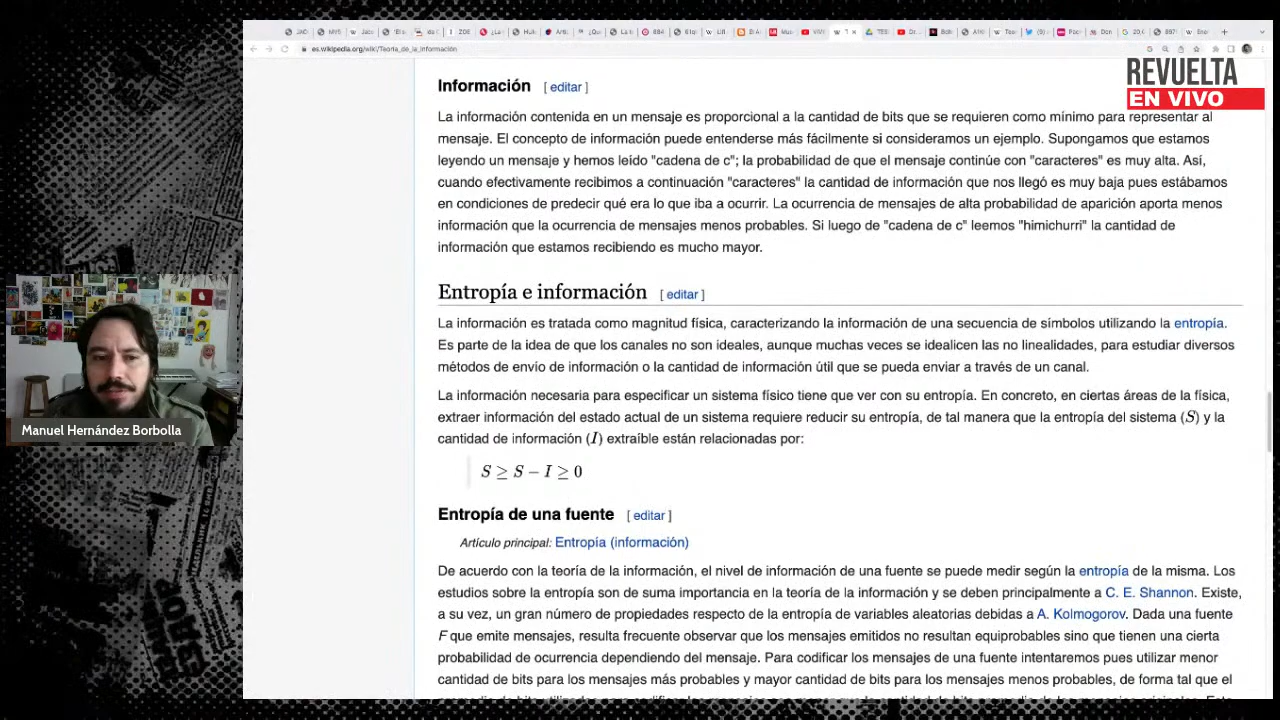 es.wikipedia.org/wiki/Teoría_de_la_información
REVUELTA
EN VIVO
Información [ editar ]
La información contenida en un mensaje es proporcional a la cantidad de bits que se requieren como mínimo para representar al
mensaje. El concepto de información puede entenderse más fácilmente si consideramos un ejemplo. Supongamos que estamos
leyendo un mensaje y hemos leído "cadena de c"; la probabilidad de que el mensaje continúe con "caracteres" es muy alta. Así,
cuando efectivamente recibimos a continuación "caracteres" la cantidad de información que nos llegó es muy baja pues estábamos
en condiciones de predecir qué era lo que iba a ocurrir. La ocurrencia de mensajes de alta probabilidad de aparición aporta menos
información que la ocurrencia de mensajes menos probables. Si luego de "cadena de c" leemos "himichurri" la cantidad de
información que estamos recibiendo es mucho mayor.
Entropía e información [ editar ]
La información es tratada como magnitud física, caracterizando la información de una secuencia de símbolos utilizando la entropía.
Es parte de la idea de que los canales no son ideales, aunque muchas veces se idealicen las no linealidades, para estudiar diversos
métodos de envío de información o la cantidad de información útil que se pueda enviar a través de un canal.
La información necesaria para especificar un sistema físico tiene que ver con su entropía. En concreto, en ciertas áreas de la física,
extraer información del estado actual de un sistema requiere reducir su entropía, de tal manera que la entropía del sistema (S) y la
cantidad de información (I) extraíble están relacionadas por:
S ≥ S − I ≥ 0
Entropía de una fuente [ editar ]
Artículo principal: Entropía (información)
De acuerdo con la teoría de la información, el nivel de información de una fuente se puede medir según la entropía de la misma. Los
estudios sobre la entropía son de suma importancia en la teoría de la información y se deben principalmente a C. E. Shannon. Existe,
a su vez, un gran número de propiedades respecto de la entropía de variables aleatorias debidas a A. Kolmogorov. Dada una fuente
F que emite mensajes, resulta frecuente observar que los mensajes emitidos no resultan equiprobables sino que tienen una cierta
probabilidad de ocurrencia dependiendo del mensaje. Para codificar los mensajes de una fuente intentaremos pues utilizar menor
cantidad de bits para los mensajes más probables y mayor cantidad de bits para los mensajes menos probables, de forma tal que el
Manuel Hernández Borbolla